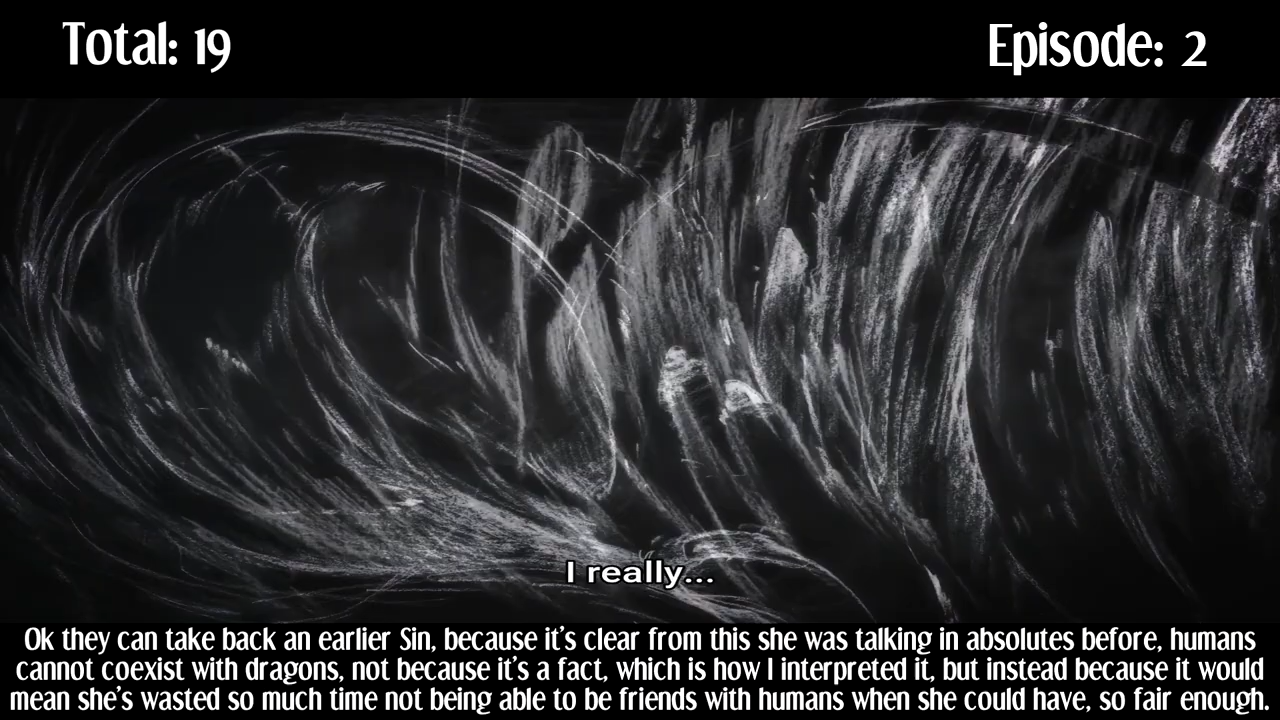 Total: 19
Episode: 2
I really...
Ok they can take back an earlier Sin, because it's clear from this she was talking in absolutes before, humans
cannot coexist with dragons, not because it's a fact, which is how I interpreted it, but instead because it would
mean she's wasted so much time not being able to be friends with humans when she could have, so fair enough.